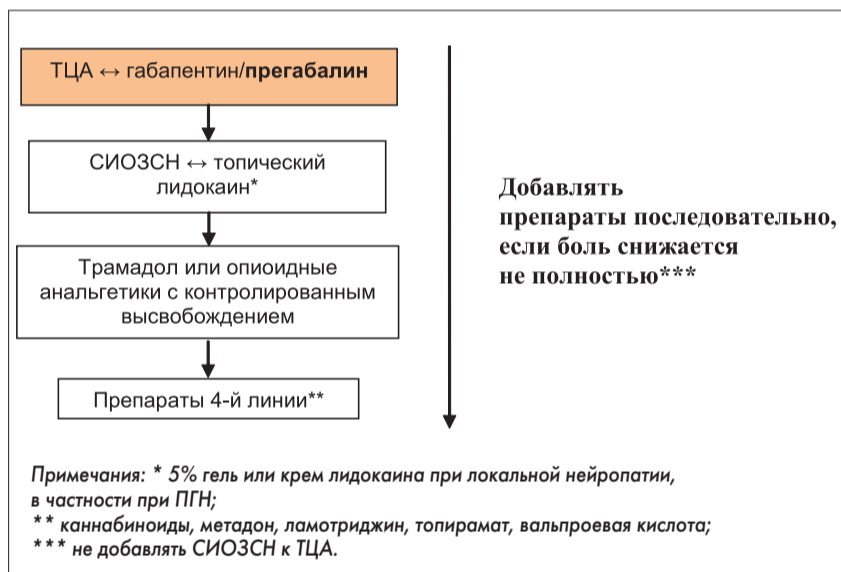 ТЦА ↔ габапентин/прегабалин
СИОЗСН ↔ топический
лидокаин*
Трамадол или опиоидные
анальгетики с контролированным
высвобождением
Препараты 4-й линии**
Добавлять
препараты последовательно,
если боль снижается
не полностью***
Примечания: * 5% гель или крем лидокаина при локальной нейропатии,
в частности при ПГН;
** каннабиноиды, метадон, ламотриджин, топирамат, вальпроевая кислота;
*** не добавлять СИОЗСН к ТЦА.